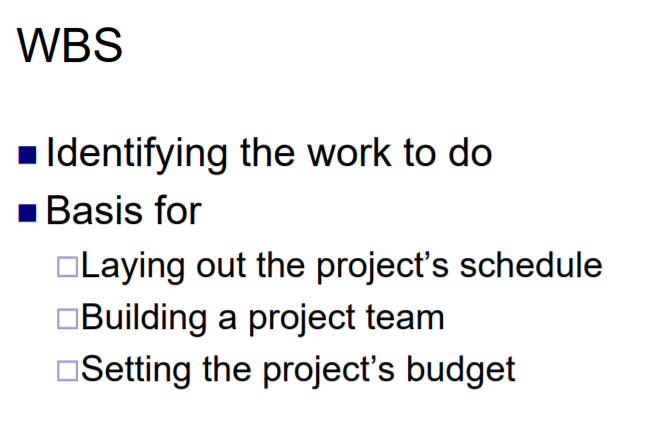 WBS
Identifying the work to do
Basis for
Laying out the project’s schedule
Building a project team
Setting the project’s budget